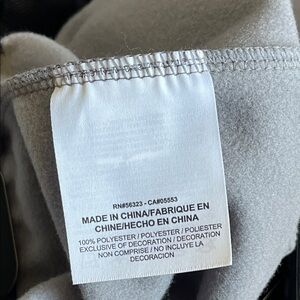 RN#56323 - CA#05553
MADE IN CHINA/FABRIQUE EN
CHINE/HECHO EN CHINA
100% POLYESTER / POLYESTER / POLIESTER
EXCLUSIVE OF DECORATION / DECORATION
NON COMPRISE / NO INCLUYE LA
DECORACION